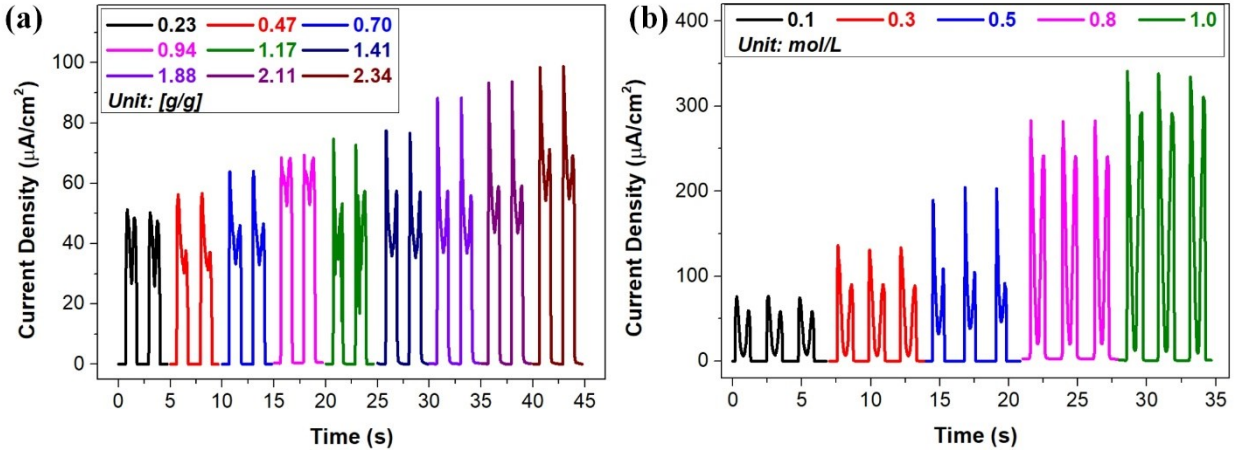 (a)
0.23 0.47 0.70
0.94 1.17 1.41
1.88 2.11 2.34
Unit: [g/g]
Current Density (μA/cm²)
100
80
60
40
20
0
0 5 10 15 20 25 30 35 40 45
Time (s)
(b)
0.1 0.3 0.5 0.8 1.0
Unit: mol/L
Current Density (μA/cm²)
400
300
200
100
0
0 5 10 15 20 25 30 35
Time (s)